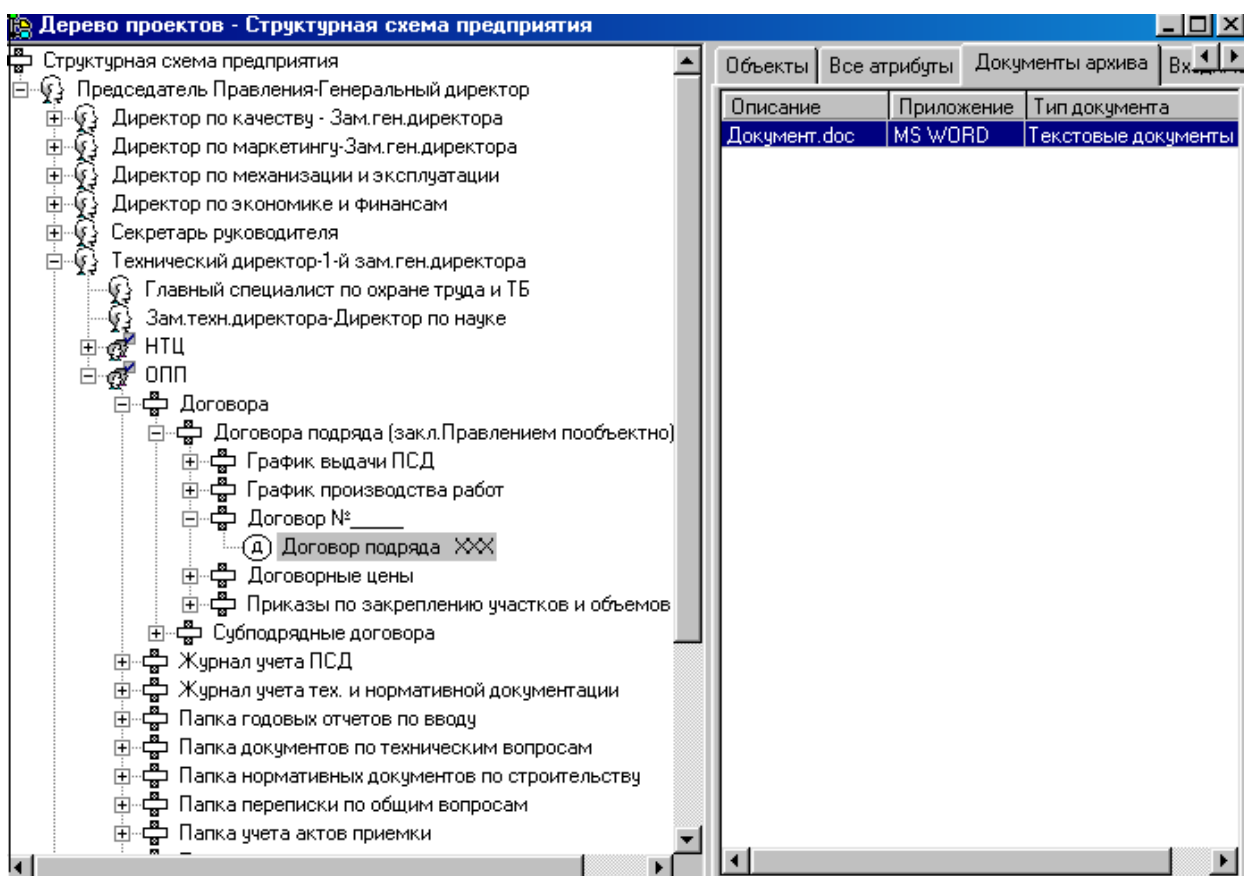 Дерево проектов - Структурная схема предприятия
Структурная схема предприятия
Председатель Правления-Генеральный директор
Директор по качеству - Зам.ген.директора
Директор по маркетингу-Зам.ген.директора
Директор по механизации и эксплуатации
Директор по экономике и финансам
Секретарь руководителя
Технический директор-1-й зам.ген.директора
Главный специалист по охране труда и ТБ
Зам.техн.директора-Директор по науке
НТЦ
ОПП
Договора
Договора подряда (закл.Правлением пообъектно)
График выдачи ПСД
График производства работ
Договор №_____
Д Договор подряда XXX
Договорные цены
Приказы по закреплению участков и объемов
Субподрядные договора
Журнал учета ПСД
Журнал учета тех. и нормативной документации
Папка годовых отчетов по вводу
Папка документов по техническим вопросам
Папка нормативных документов по строительству
Папка переписки по общим вопросам
Папка учета актов приемки
Объекты Все атрибуты Документы архива
Описание Приложение Тип документа
Документ.doc MS WORD Текстовые документы